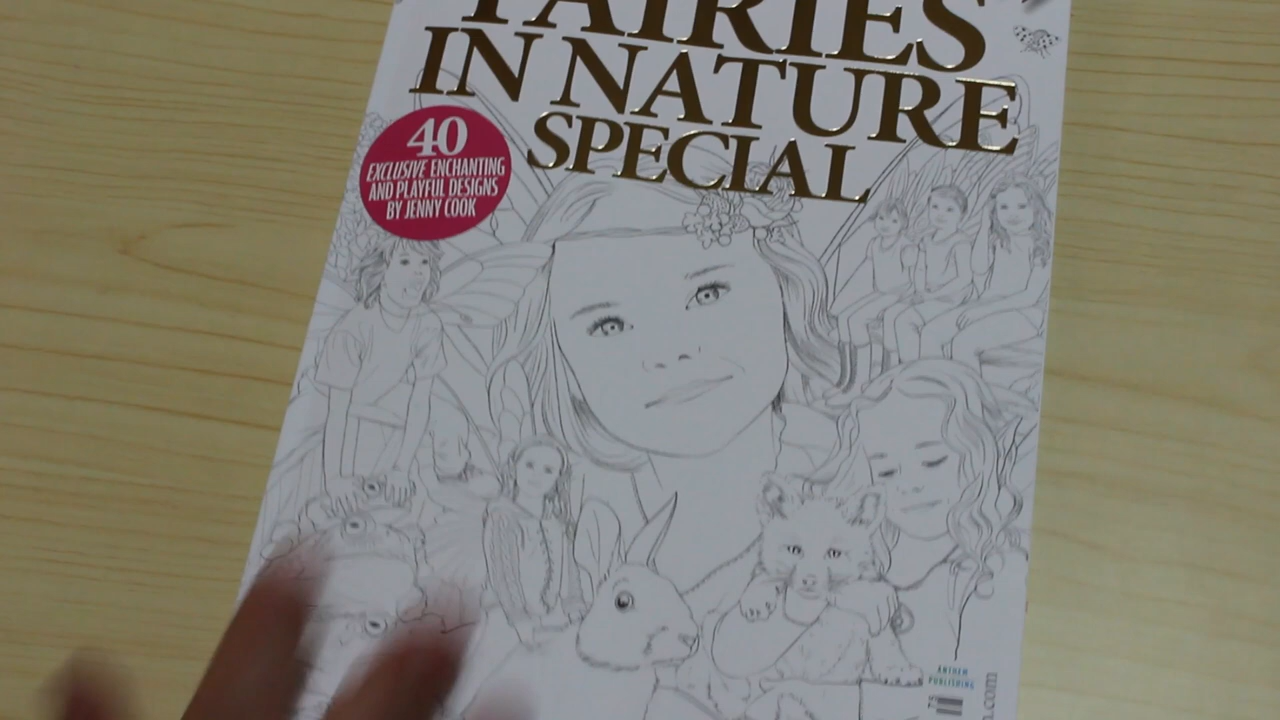 FAIRIES
IN NATURE
SPECIAL
40
EXCLUSIVE ENCHANTING
AND PLAYFUL DESIGNS
BY JENNY COOK
ANTHEM
PUBLISHING